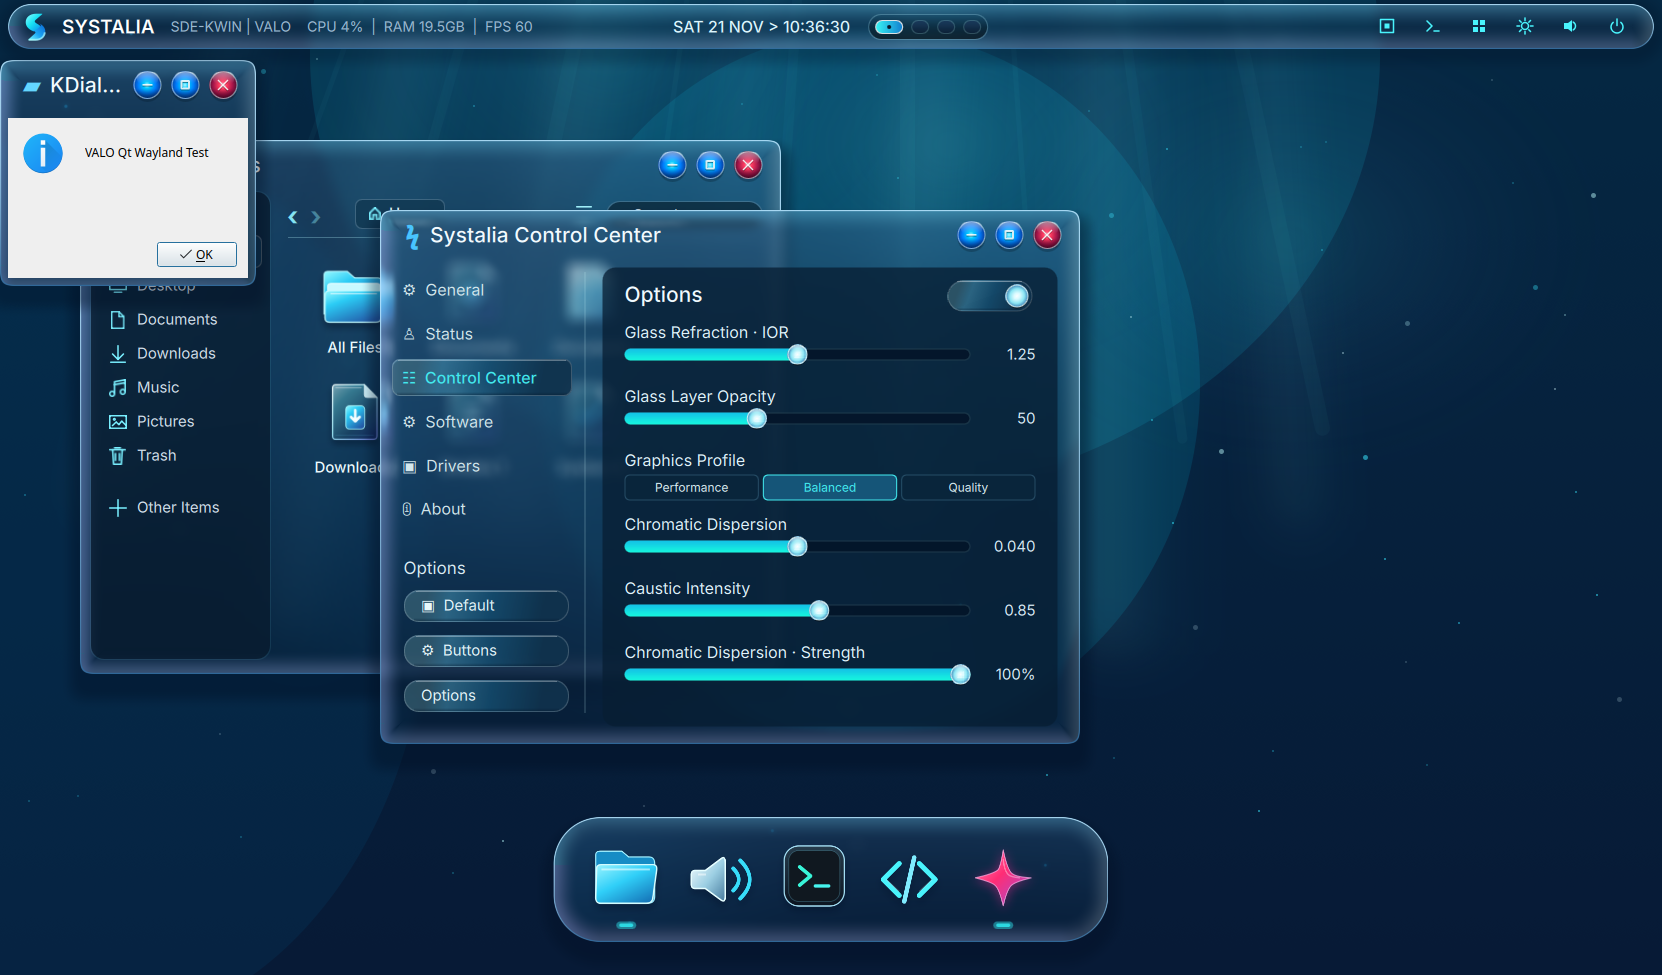 SYSTALIA SDE-KWIN | VALO CPU 4% | RAM 19.5GB | FPS 60 SAT 21 NOV > 10:36:30
KDial...
VALO Qt Wayland Test
OK
Desktop
Documents
Downloads
Music
Pictures
Trash
Other Items
All Files
Systalia Control Center
General
Status
Control Center
Software
Drivers
About
Options
Default
Buttons
Options
Options
Glass Refraction · IOR
1.25
Glass Layer Opacity
50
Graphics Profile
Performance Balanced Quality
Chromatic Dispersion
0.040
Caustic Intensity
0.85
Chromatic Dispersion · Strength
100%